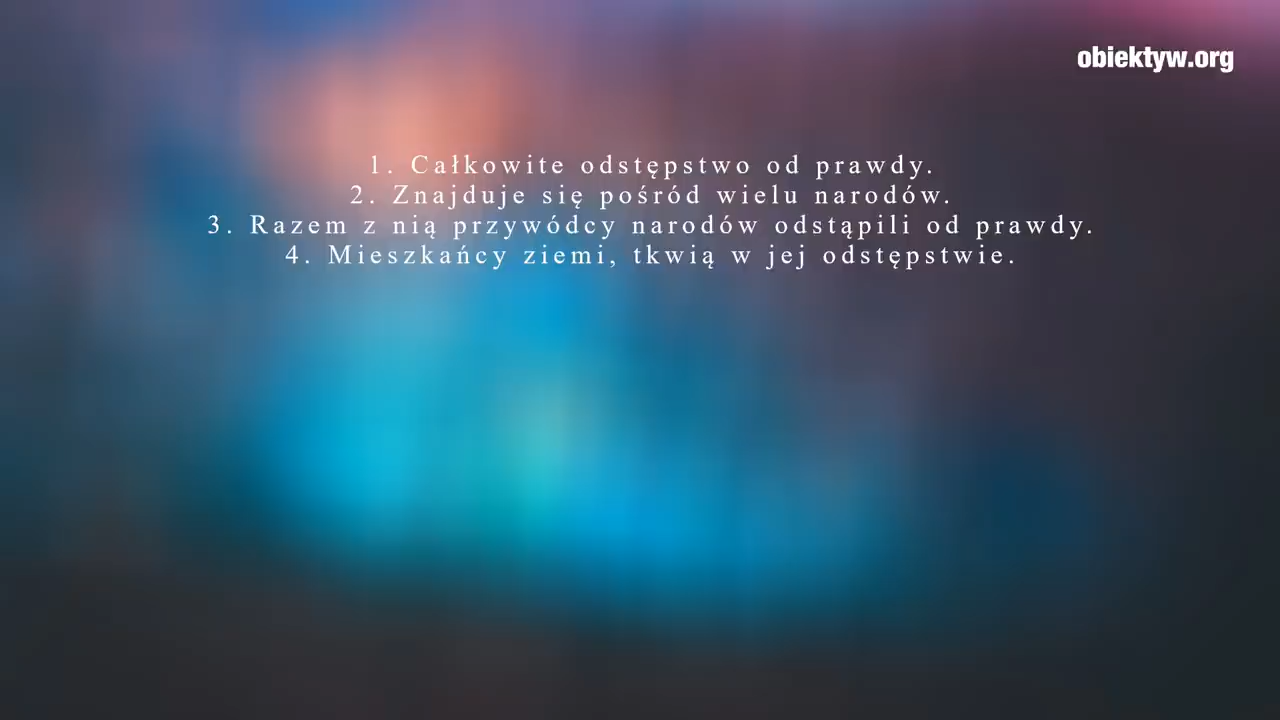 obiektyw.org
1. Całkowite odstępstwo od prawdy.
2. Znajduje się pośród wielu narodów.
3. Razem z nią przywódcy narodów odstąpili od prawdy.
4. Mieszkańcy ziemi, tkwią w jej odstępstwie.